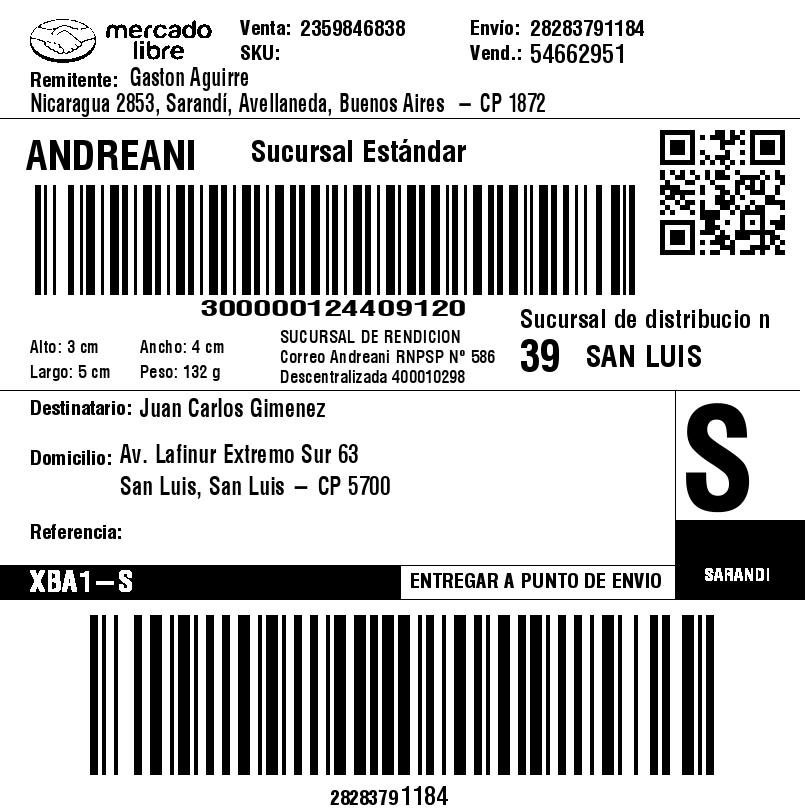 mercado libre
Venta: 2359846838 Envío: 28283791184
SKU: Vend.: 54662951
Remitente: Gaston Aguirre
Nicaragua 2853, Sarandí, Avellaneda, Buenos Aires – CP 1872
ANDREANI Sucursal Estándar
300000124409120
Sucursal de distribucio n
39 SAN LUIS
Alto: 3 cm Ancho: 4 cm
Largo: 5 cm Peso: 132 g
SUCURSAL DE RENDICION
Correo Andreani RNPSP Nº 586
Descentralizada 400010298
Destinatario: Juan Carlos Gimenez
Domicilio: Av. Lafinur Extremo Sur 63
San Luis, San Luis – CP 5700
Referencia:
S
SARANDI
XBA1–S ENTREGAR A PUNTO DE ENVIO
28283791184